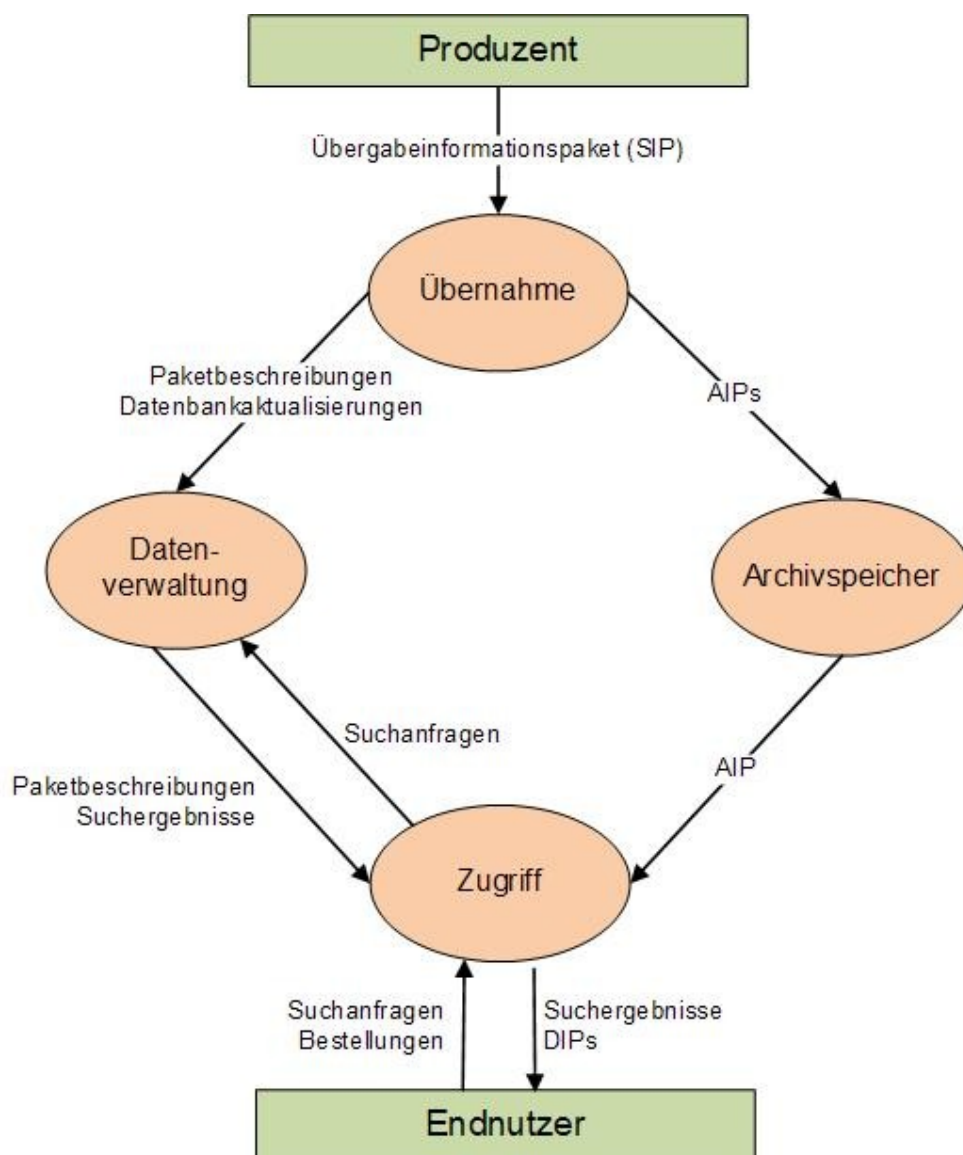 Produzent
Übergabeinformationspaket (SIP)
Übernahme
Paketbeschreibungen
Datenbankaktualisierungen
AIPs
Daten-
verwaltung
Archivspeicher
Suchanfragen
Paketbeschreibungen
Suchergebnisse
AIP
Zugriff
Suchanfragen
Bestellungen
Suchergebnisse
DIPs
Endnutzer